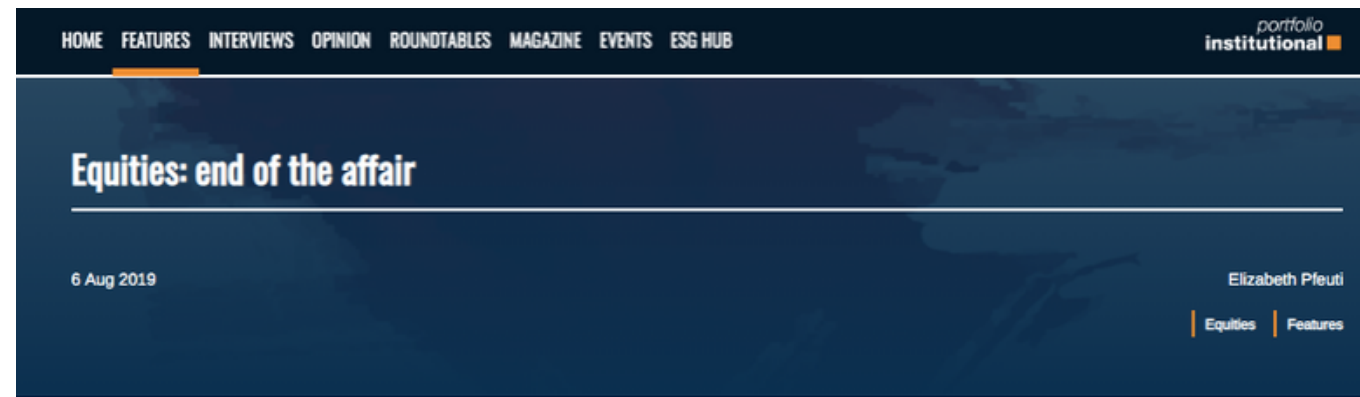 HOME FEATURES INTERVIEWS OPINION ROUNDTABLES MAGAZINE EVENTS ESG HUB
portfolio
institutional
Equities: end of the affair
6 Aug 2019
Elizabeth Pfeuti
Equities
Features